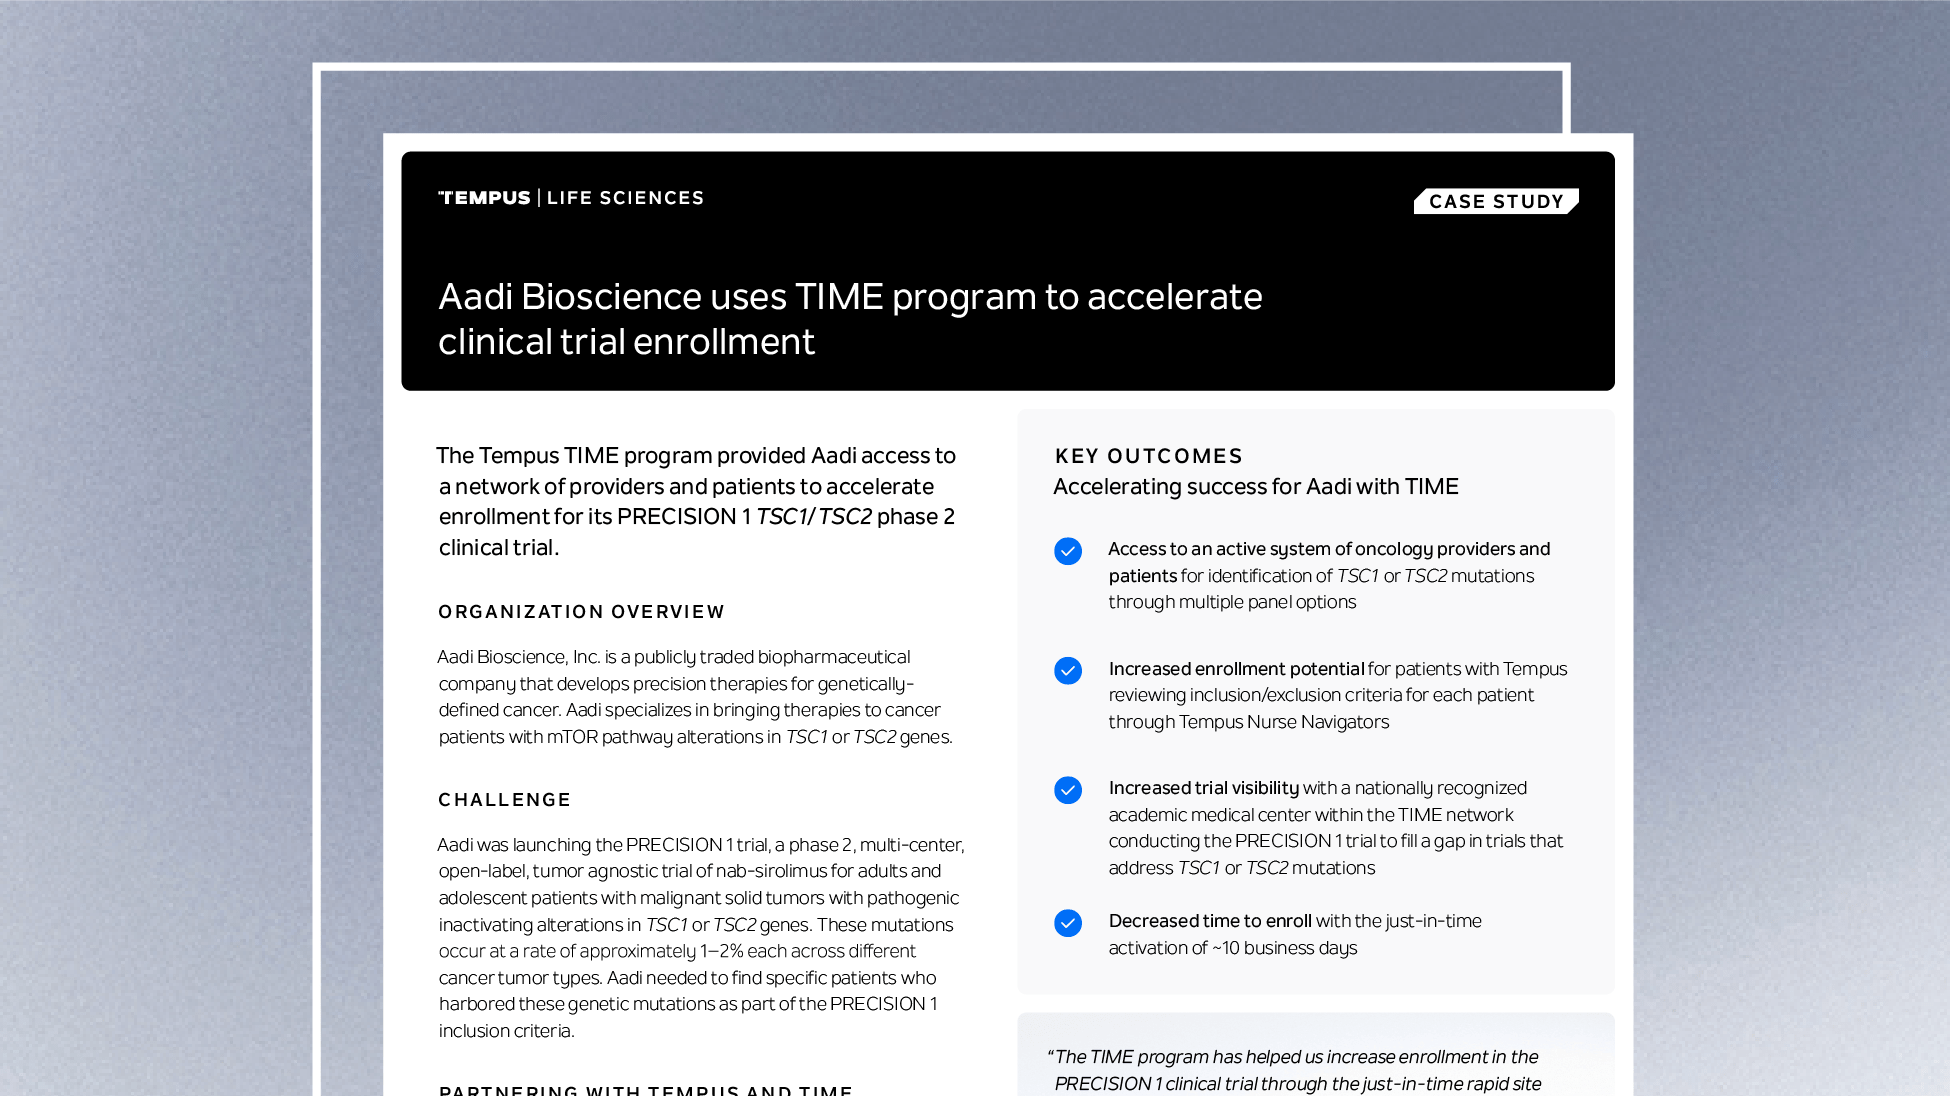 TEMPUS | LIFE SCIENCES
CASE STUDY
Aadi Bioscience uses TIME program to accelerate
clinical trial enrollment
The Tempus TIME program provided Aadi access to
a network of providers and patients to accelerate
enrollment for its PRECISION 1 TSC1/TSC2 phase 2
clinical trial.
ORGANIZATION OVERVIEW
Aadi Bioscience, Inc. is a publicly traded biopharmaceutical
company that develops precision therapies for genetically-
defined cancer. Aadi specializes in bringing therapies to cancer
patients with mTOR pathway alterations in TSC1 or TSC2 genes.
CHALLENGE
Aadi was launching the PRECISION 1 trial, a phase 2, multi-center,
open-label, tumor agnostic trial of nab-sirolimus for adults and
adolescent patients with malignant solid tumors with pathogenic
inactivating alterations in TSC1 or TSC2 genes. These mutations
occur at a rate of approximately 1–2% each across different
cancer tumor types. Aadi needed to find specific patients who
harbored these genetic mutations as part of the PRECISION 1
inclusion criteria.
PARTNERING WITH TEMPUS AND TIME
KEY OUTCOMES
Accelerating success for Aadi with TIME
Access to an active system of oncology providers and
patients for identification of TSC1 or TSC2 mutations
through multiple panel options
Increased enrollment potential for patients with Tempus
reviewing inclusion/exclusion criteria for each patient
through Tempus Nurse Navigators
Increased trial visibility with a nationally recognized
academic medical center within the TIME network
conducting the PRECISION 1 trial to fill a gap in trials that
address TSC1 or TSC2 mutations
Decreased time to enroll with the just-in-time
activation of ~10 business days
“The TIME program has helped us increase enrollment in the
PRECISION 1 clinical trial through the just-in-time rapid site